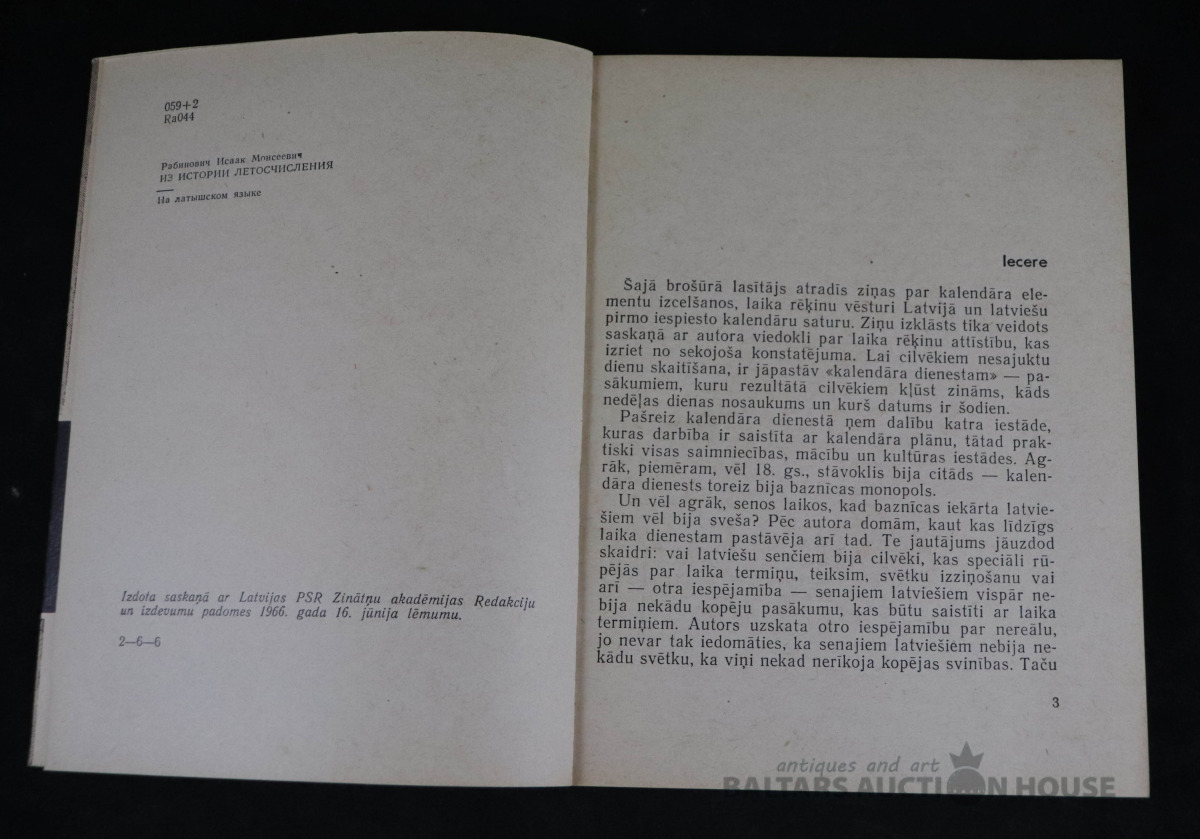 059+2
Ra044
Рабинович Исаак Моисеевич
ИЗ ИСТОРИИ ЛЕТОСЧИСЛЕНИЯ
На латышском языке
Izdota saskaņā ar Latvijas PSR Zinātņu akadēmijas Redakciju
un izdevumu padomes 1966. gada 16. jūnija lēmumu.
2—6—6
Iecere
Šajā brošūrā lasītājs atradīs ziņas par kalendāra ele-
mentu izcelšanos, laika rēķinu vēsturi Latvijā un latviešu
pirmo iespiesto kalendāru saturu. Ziņu izklāsts tika veidots
saskaņā ar autora viedokli par laika rēķinu attīstību, kas
izriet no sekojoša konstatējuma. Lai cilvēkiem nesajuktu
dienu skaitīšana, ir jāpastāv «kalendāra dienestam» — pa-
sākumiem, kuru rezultātā cilvēkiem kļūst zināms, kāds
nedēļas dienas nosaukums un kurš datums ir šodien.
Pašreiz kalendāra dienestā ņem dalību katra iestāde,
kuras darbība ir saistīta ar kalendāra plānu, tātad prak-
tiski visas saimniecības, mācību un kultūras iestādes. Ag-
rāk, piemēram, vēl 18. gs., stāvoklis bija citāds — kalen-
dāra dienests toreiz bija baznīcas monopols.
Un vēl agrāk, senos laikos, kad baznīcas iekārta latvie-
šiem vēl bija sveša? Pēc autora domām, kaut kas līdzīgs
laika dienestam pastāvēja arī tad. Te jautājums jāuzdod
skaidri: vai latviešu senčiem bija cilvēki, kas speciāli rū-
pējās par laika termiņu, teiksim, svētku izziņošanu vai
arī — otra iespējamība — senajiem latviešiem vispār ne-
bija nekādu kopēju pasākumu, kas būtu saistīti ar laika
termiņiem. Autors uzskata otro iespējamību par nereālu,
jo nevar tak iedomāties, ka senajiem latviešiem nebija ne-
kādu svētku, ka viņi nekad nerīkoja kopējas svinības. Taču
3
antiques and art
BALTARS AUCTION HOUSE